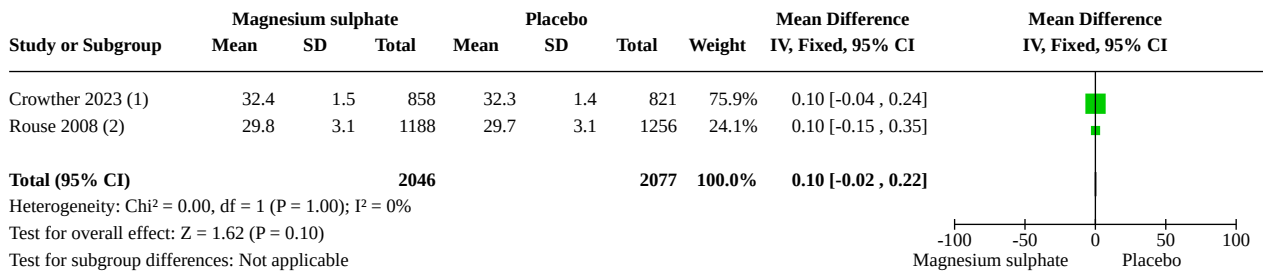 Magnesium sulphate Placebo Mean Difference Mean Difference
Study or Subgroup Mean SD Total Mean SD Total Weight IV, Fixed, 95% CI IV, Fixed, 95% CI
Crowther 2023 (1) 32.4 1.5 858 32.3 1.4 821 75.9% 0.10 [-0.04 , 0.24]
Rouse 2008 (2) 29.8 3.1 1188 29.7 3.1 1256 24.1% 0.10 [-0.15 , 0.35]
Total (95% CI) 2046 2077 100.0% 0.10 [-0.02 , 0.22]
Heterogeneity: Chi² = 0.00, df = 1 (P = 1.00); I² = 0%
Test for overall effect: Z = 1.62 (P = 0.10)
Test for subgroup differences: Not applicable
-100 -50 0 50 100
Magnesium sulphate Placebo